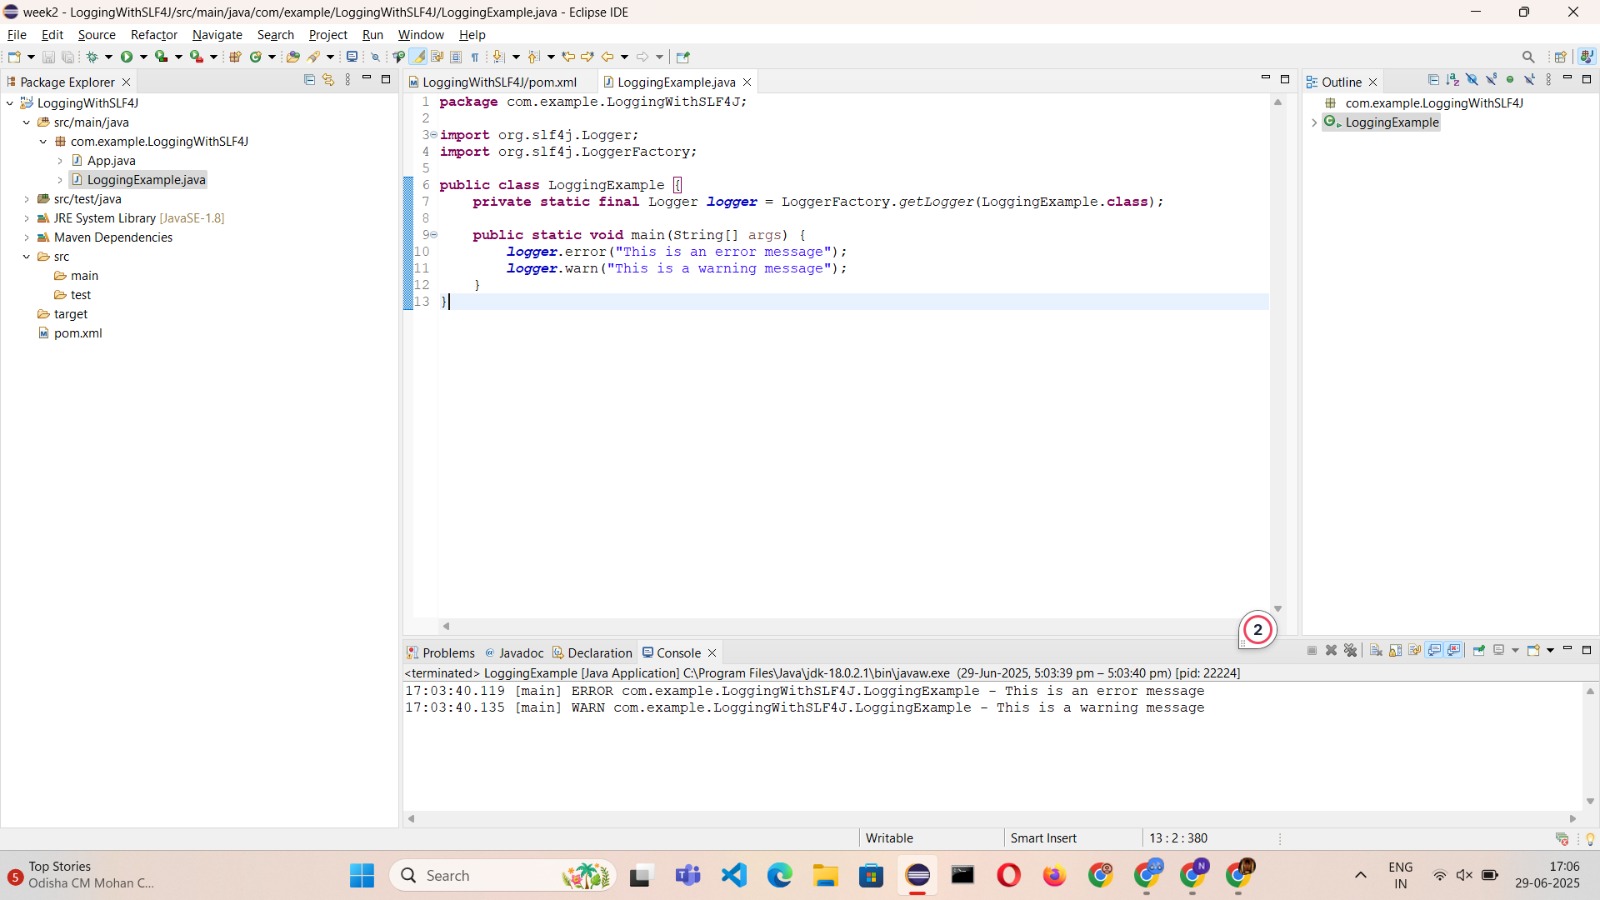 week2 - LoggingWithSLF4J/src/main/java/com/example/LoggingWithSLF4J/LoggingExample.java - Eclipse IDE
File Edit Source Refactor Navigate Search Project Run Window Help
Package Explorer
LoggingWithSLF4J
src/main/java
com.example.LoggingWithSLF4J
App.java
LoggingExample.java
src/test/java
JRE System Library [JavaSE-1.8]
Maven Dependencies
src
main
test
target
pom.xml
LoggingWithSLF4J/pom.xml
LoggingExample.java
1 package com.example.LoggingWithSLF4J;
2
3 import org.slf4j.Logger;
4 import org.slf4j.LoggerFactory;
5
6 public class LoggingExample {
7     private static final Logger logger = LoggerFactory.getLogger(LoggingExample.class);
8
9     public static void main(String[] args) {
10         logger.error("This is an error message");
11         logger.warn("This is a warning message");
12     }
13 }
2
Outline
com.example.LoggingWithSLF4J
LoggingExample
Problems Javadoc Declaration Console
<terminated> LoggingExample [Java Application] C:\Program Files\Java\jdk-18.0.2.1\bin\javaw.exe (29-Jun-2025, 5:03:39 pm – 5:03:40 pm) [pid: 22224]
17:03:40.119 [main] ERROR com.example.LoggingWithSLF4J.LoggingExample - This is an error message
17:03:40.135 [main] WARN com.example.LoggingWithSLF4J.LoggingExample - This is a warning message
Writable Smart Insert 13 : 2 : 380
5
Top Stories
Odisha CM Mohan C...
Search
N
ENG
IN
17:06
29-06-2025